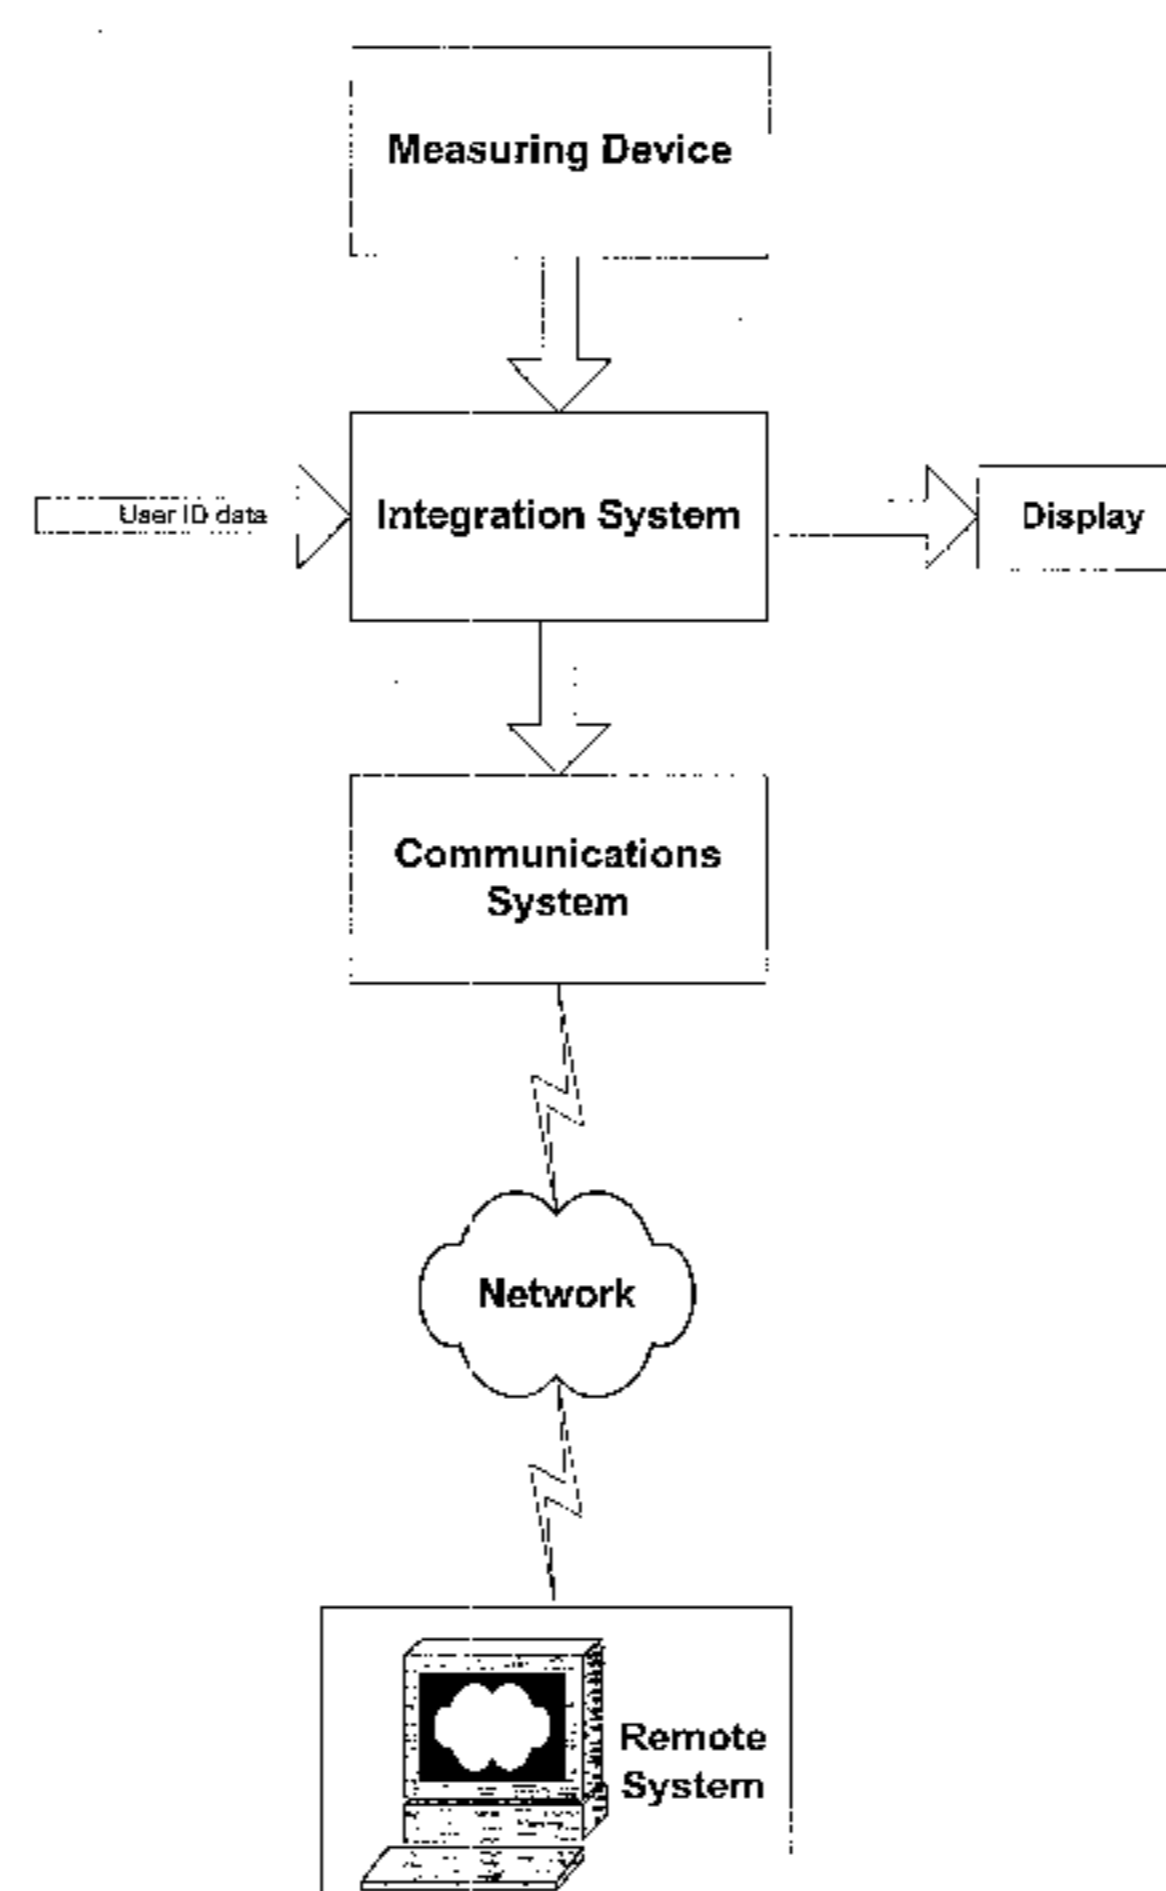 Measuring Device
User ID data
Integration System
Display
Communications
System
Network
Remote
System